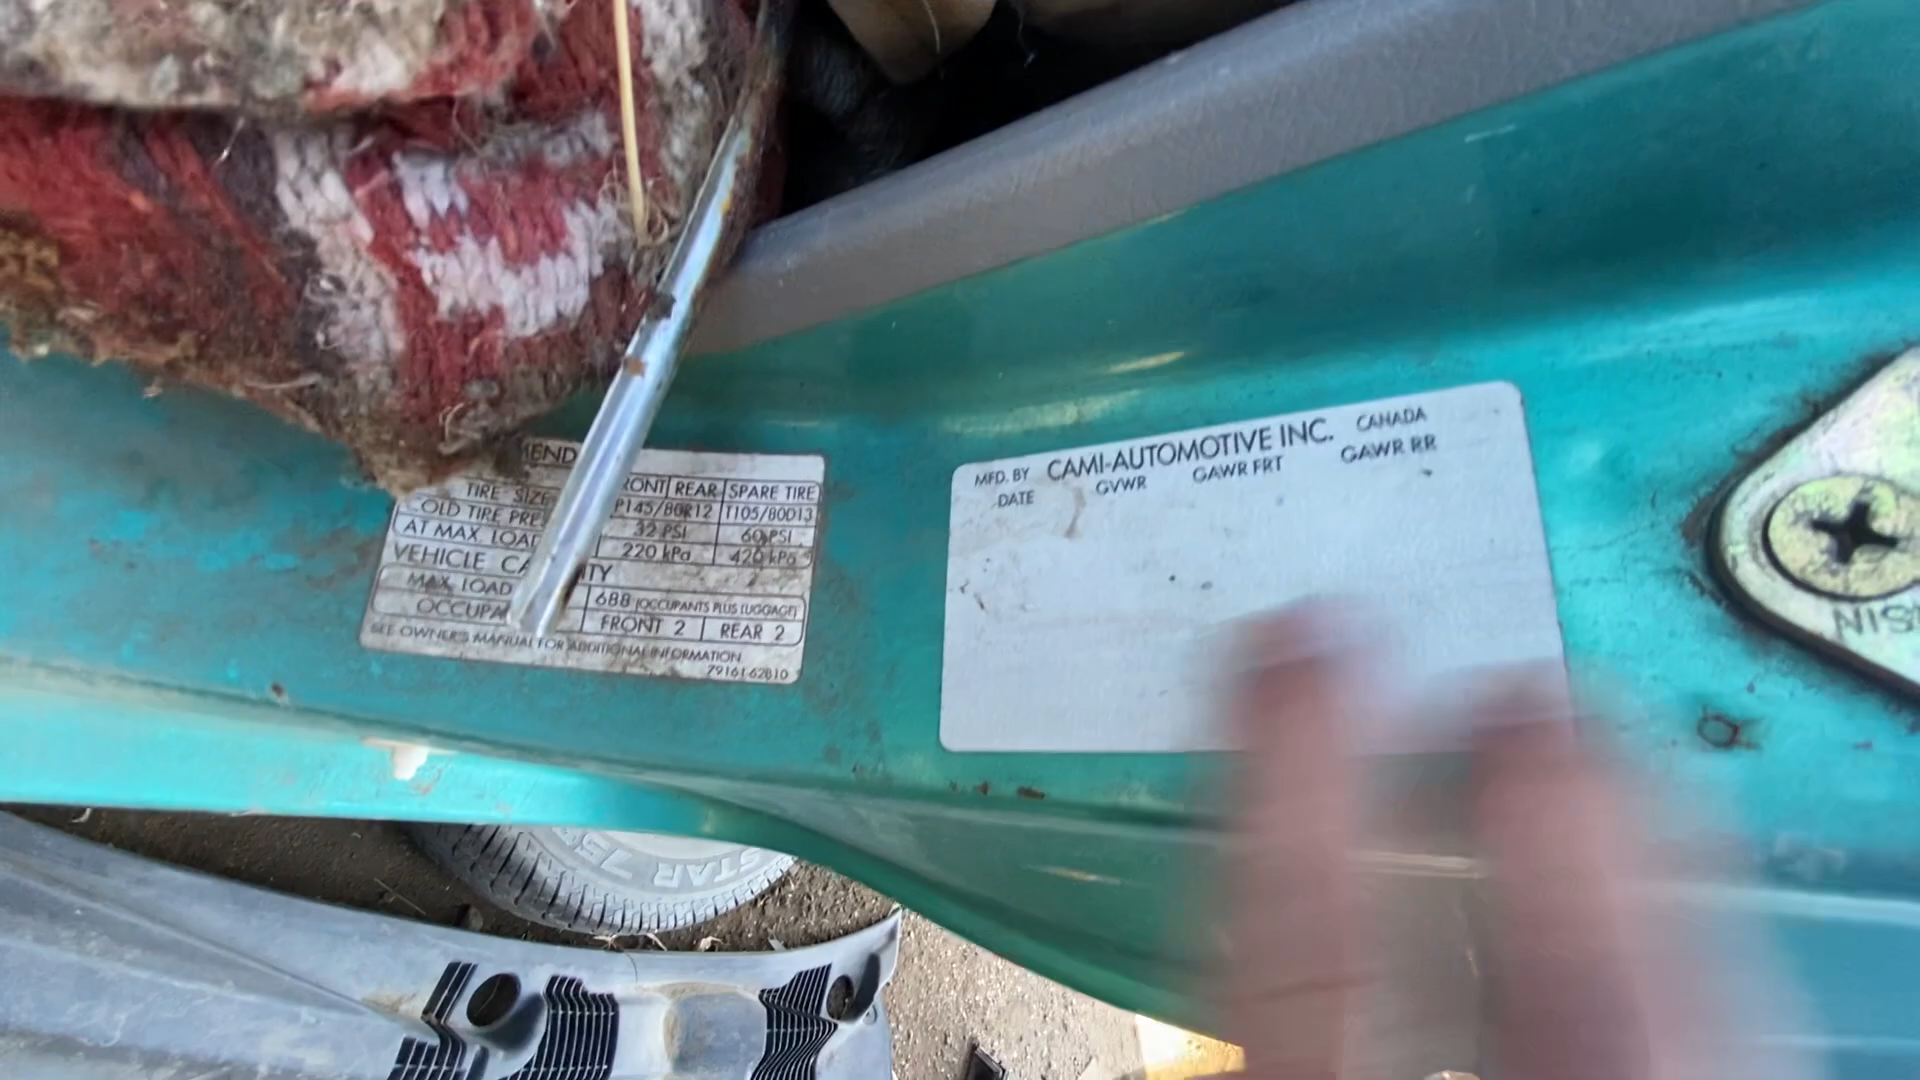 MEND
TIRE SIZE FRONT REAR SPARE TIRE
COLD TIRE PRE P145/80R12 T105/80D13
AT MAX. LOAD 32 PSI 60 PSI
220 kPa 420 kPa
VEHICLE CA ITY
MAX. LOAD 688 (OCCUPANTS PLUS LUGGAGE)
OCCUPA FRONT 2 REAR 2
SEE OWNER'S MANUAL FOR ADDITIONAL INFORMATION
79161-62B10
MFD. BY CAMI-AUTOMOTIVE INC. CANADA
DATE GVWR GAWR FRT GAWR RR
STAR 75